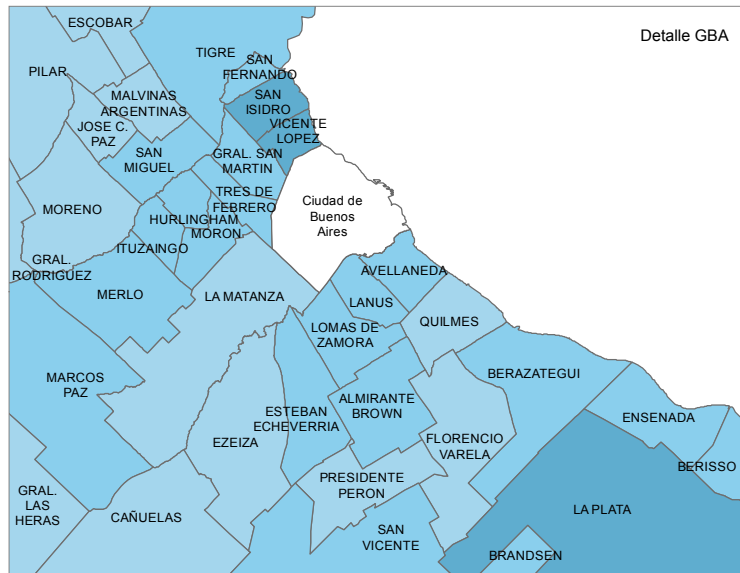 ESCOBAR
Detalle GBA
TIGRE
SAN
FERNANDO
PILAR
MALVINAS
ARGENTINAS
SAN
ISIDRO
JOSE C.
PAZ
VICENTE
LOPEZ
SAN
MIGUEL
GRAL. SAN
MARTIN
TRES DE
FEBRERO
Ciudad de
Buenos
Aires
MORENO
HURLINGHAM
MORON
ITUZAINGO
GRAL.
RODRIGUEZ
MERLO
LA MATANZA
AVELLANEDA
LANUS
QUILMES
LOMAS DE
ZAMORA
MARCOS
PAZ
BERAZATEGUI
ALMIRANTE
BROWN
ESTEBAN
ECHEVERRIA
ENSENADA
EZEIZA
FLORENCIO
VARELA
BERISSO
PRESIDENTE
PERON
GRAL.
LAS
HERAS
CAÑUELAS
LA PLATA
SAN
VICENTE
BRANDSEN